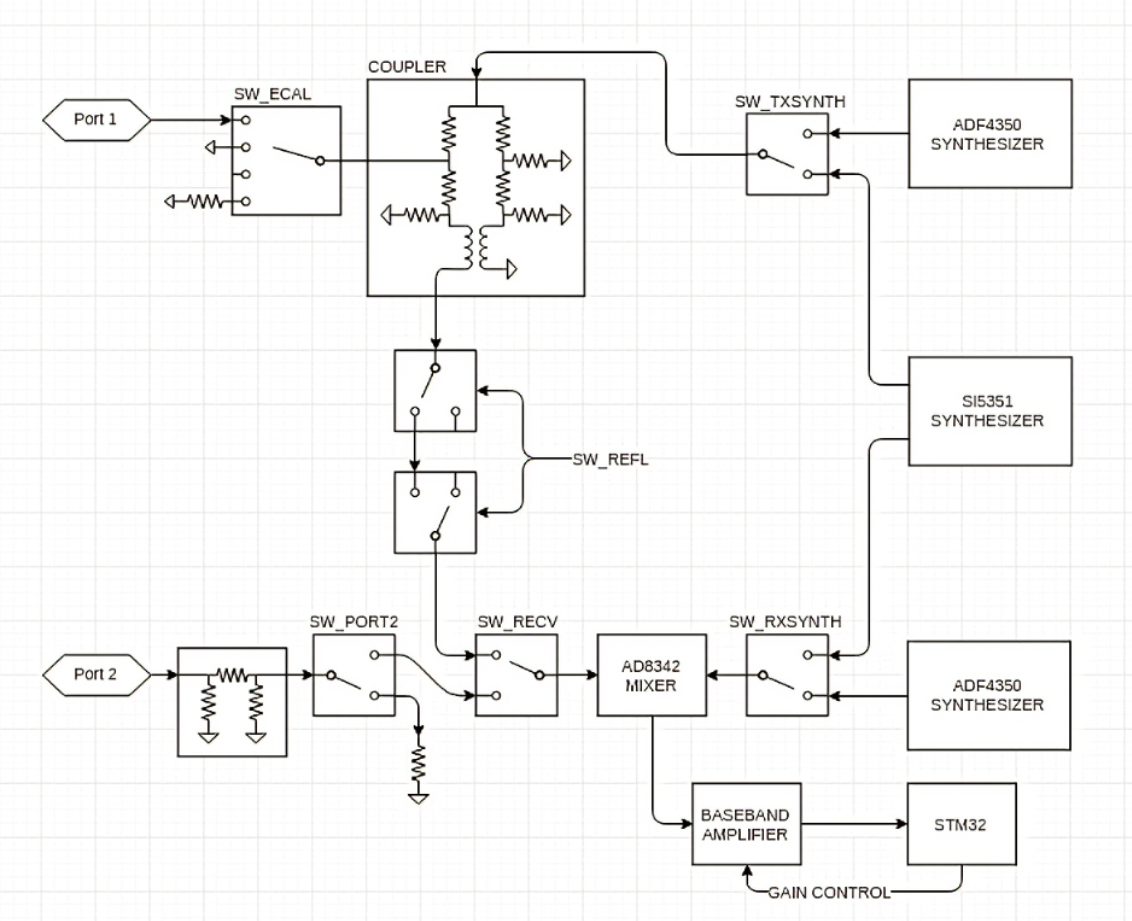 COUPLER
SW_ECAL
SW_TXSYNTH
Port 1
ADF4350
SYNTHESIZER
SI5351
SYNTHESIZER
SW_REFL
SW_PORT2
SW_RECV
SW_RXSYNTH
Port 2
AD8342
MIXER
ADF4350
SYNTHESIZER
BASEBAND
AMPLIFIER
STM32
GAIN CONTROL